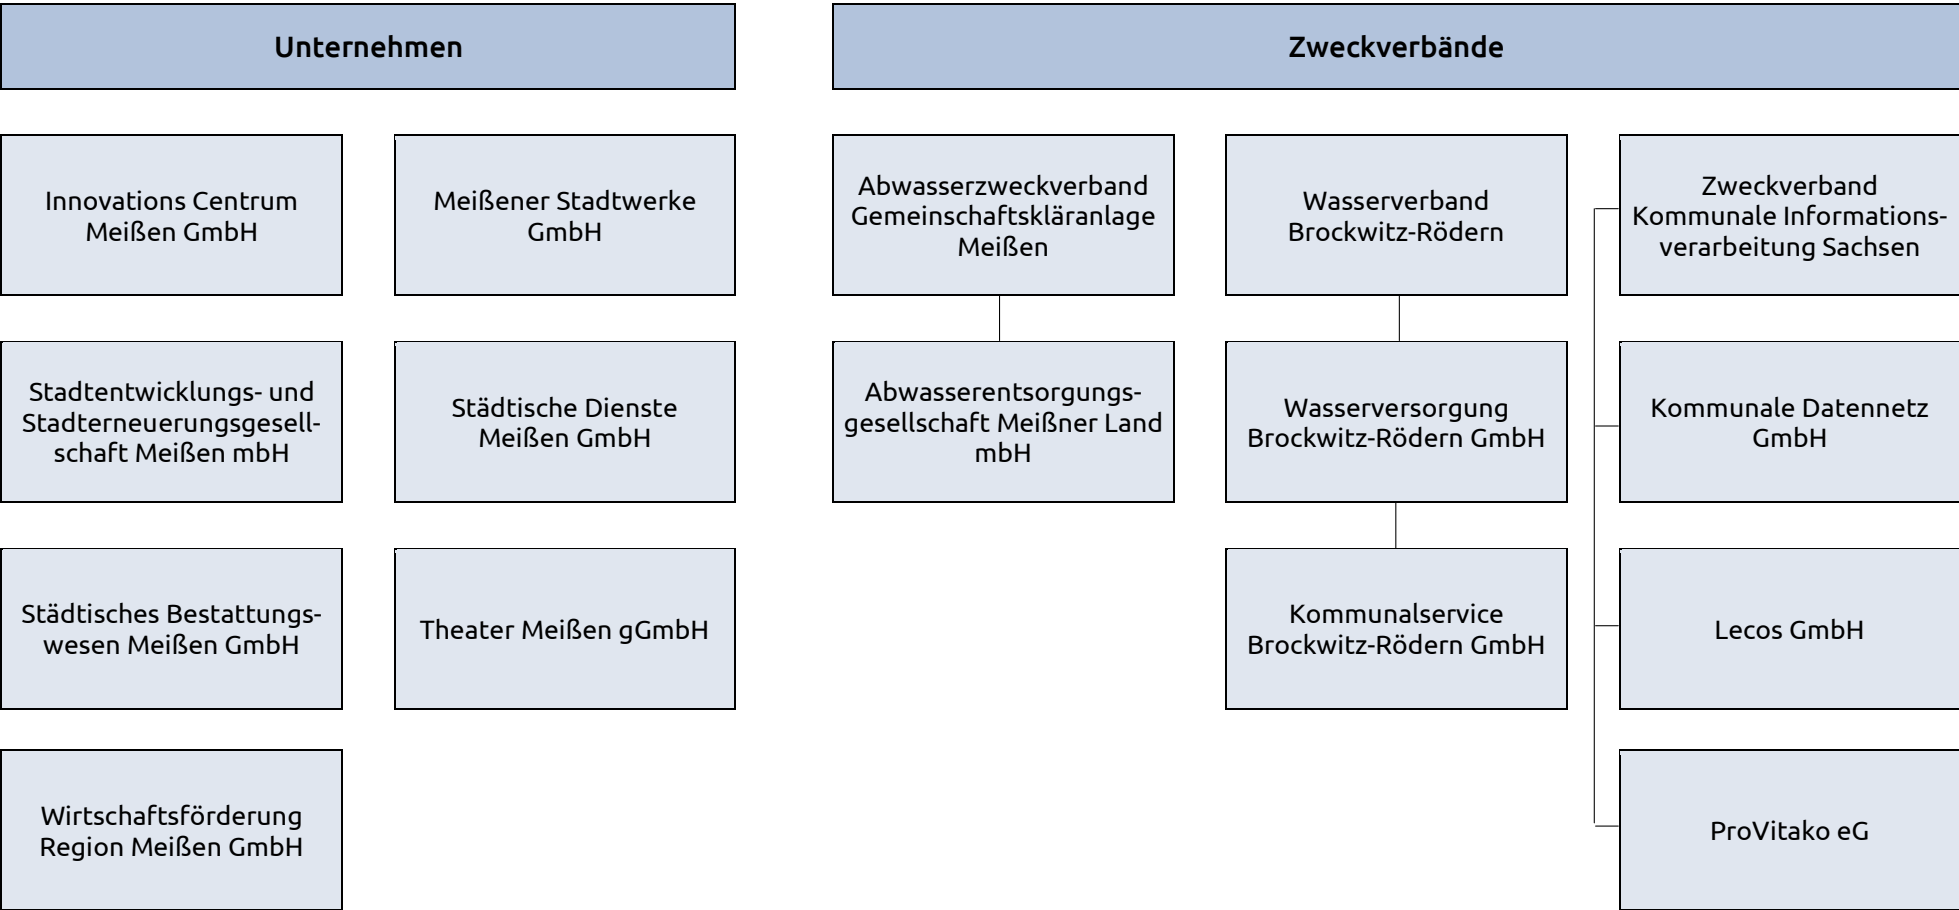 Unternehmen
Zweckverbände
Innovations Centrum
Meißen GmbH
Meißener Stadtwerke
GmbH
Abwasserzweckverband
Gemeinschaftskläranlage
Meißen
Wasserverband
Brockwitz-Rödern
Zweckverband
Kommunale Informations-
verarbeitung Sachsen
Stadtentwicklungs- und
Stadterneuerungsgesell-
schaft Meißen mbH
Städtische Dienste
Meißen GmbH
Abwasserentsorgungs-
gesellschaft Meißner Land
mbH
Wasserversorgung
Brockwitz-Rödern GmbH
Kommunale Datennetz
GmbH
Städtisches Bestattungs-
wesen Meißen GmbH
Theater Meißen gGmbH
Kommunalservice
Brockwitz-Rödern GmbH
Lecos GmbH
Wirtschaftsförderung
Region Meißen GmbH
ProVitako eG